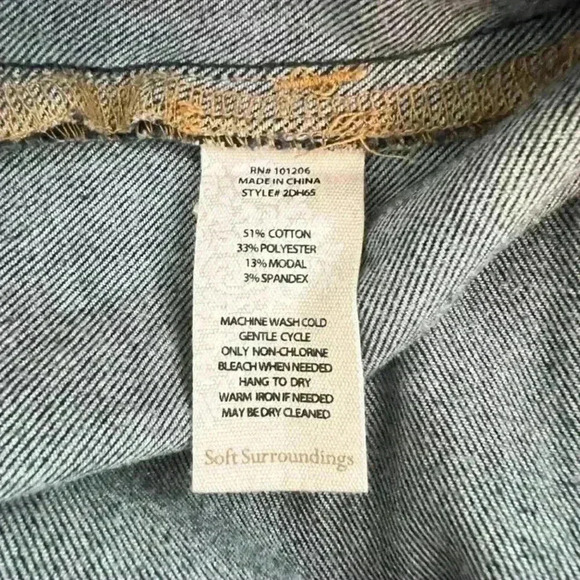 RN# 101206
MADE IN CHINA
STYLE# 2DH65
51% COTTON
33% POLYESTER
13% MODAL
3% SPANDEX
MACHINE WASH COLD
GENTLE CYCLE
ONLY NON-CHLORINE
BLEACH WHEN NEEDED
HANG TO DRY
WARM IRON IF NEEDED
MAY BE DRY CLEANED
Soft Surroundings